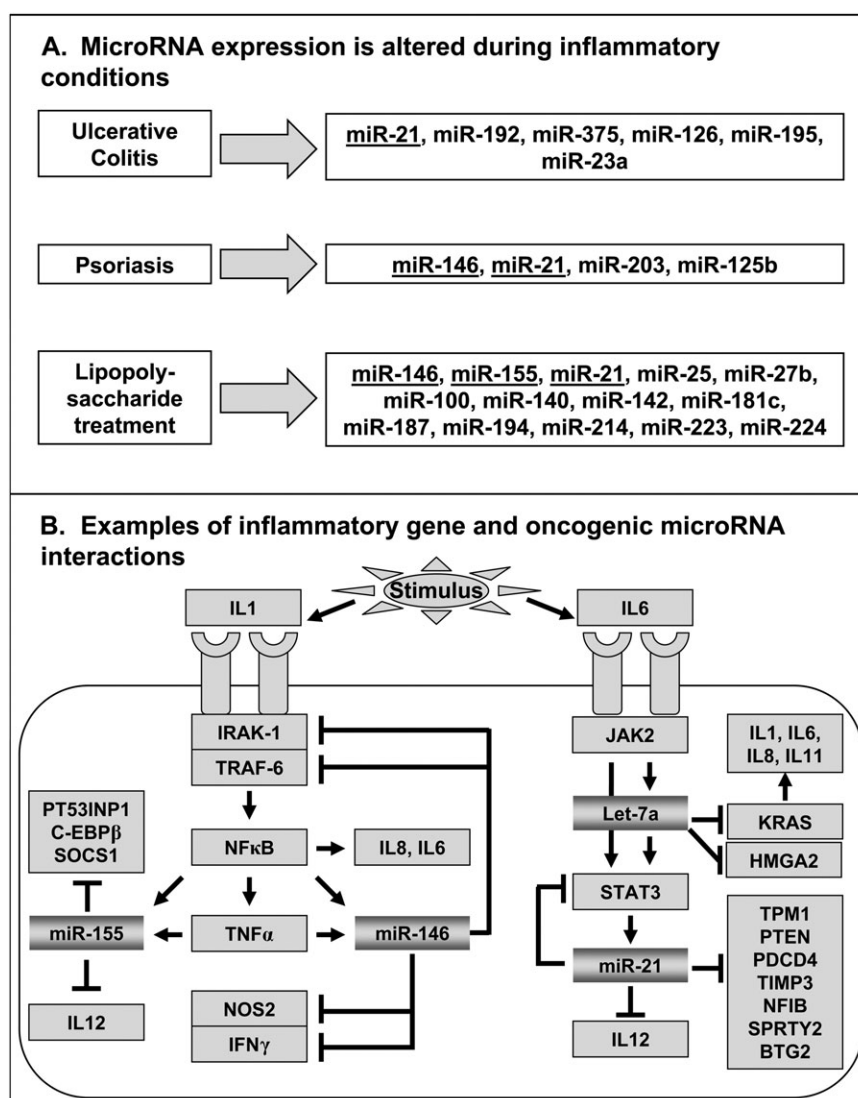 A. MicroRNA expression is altered during inflammatory
conditions
Ulcerative
Colitis
miR-21, miR-192, miR-375, miR-126, miR-195,
miR-23a
Psoriasis
miR-146, miR-21, miR-203, miR-125b
Lipopoly-
saccharide
treatment
miR-146, miR-155, miR-21, miR-25, miR-27b,
miR-100, miR-140, miR-142, miR-181c,
miR-187, miR-194, miR-214, miR-223, miR-224
B. Examples of inflammatory gene and oncogenic microRNA
interactions
Stimulus
IL1
IL6
IRAK-1
TRAF-6
NFκB
IL8, IL6
PT53INP1
C-EBPβ
SOCS1
miR-155
TNFα
miR-146
IL12
NOS2
IFNγ
JAK2
IL1, IL6,
IL8, IL11
Let-7a
KRAS
HMGA2
STAT3
miR-21
TPM1
PTEN
PDCD4
TIMP3
NFIB
SPRTY2
BTG2
IL12